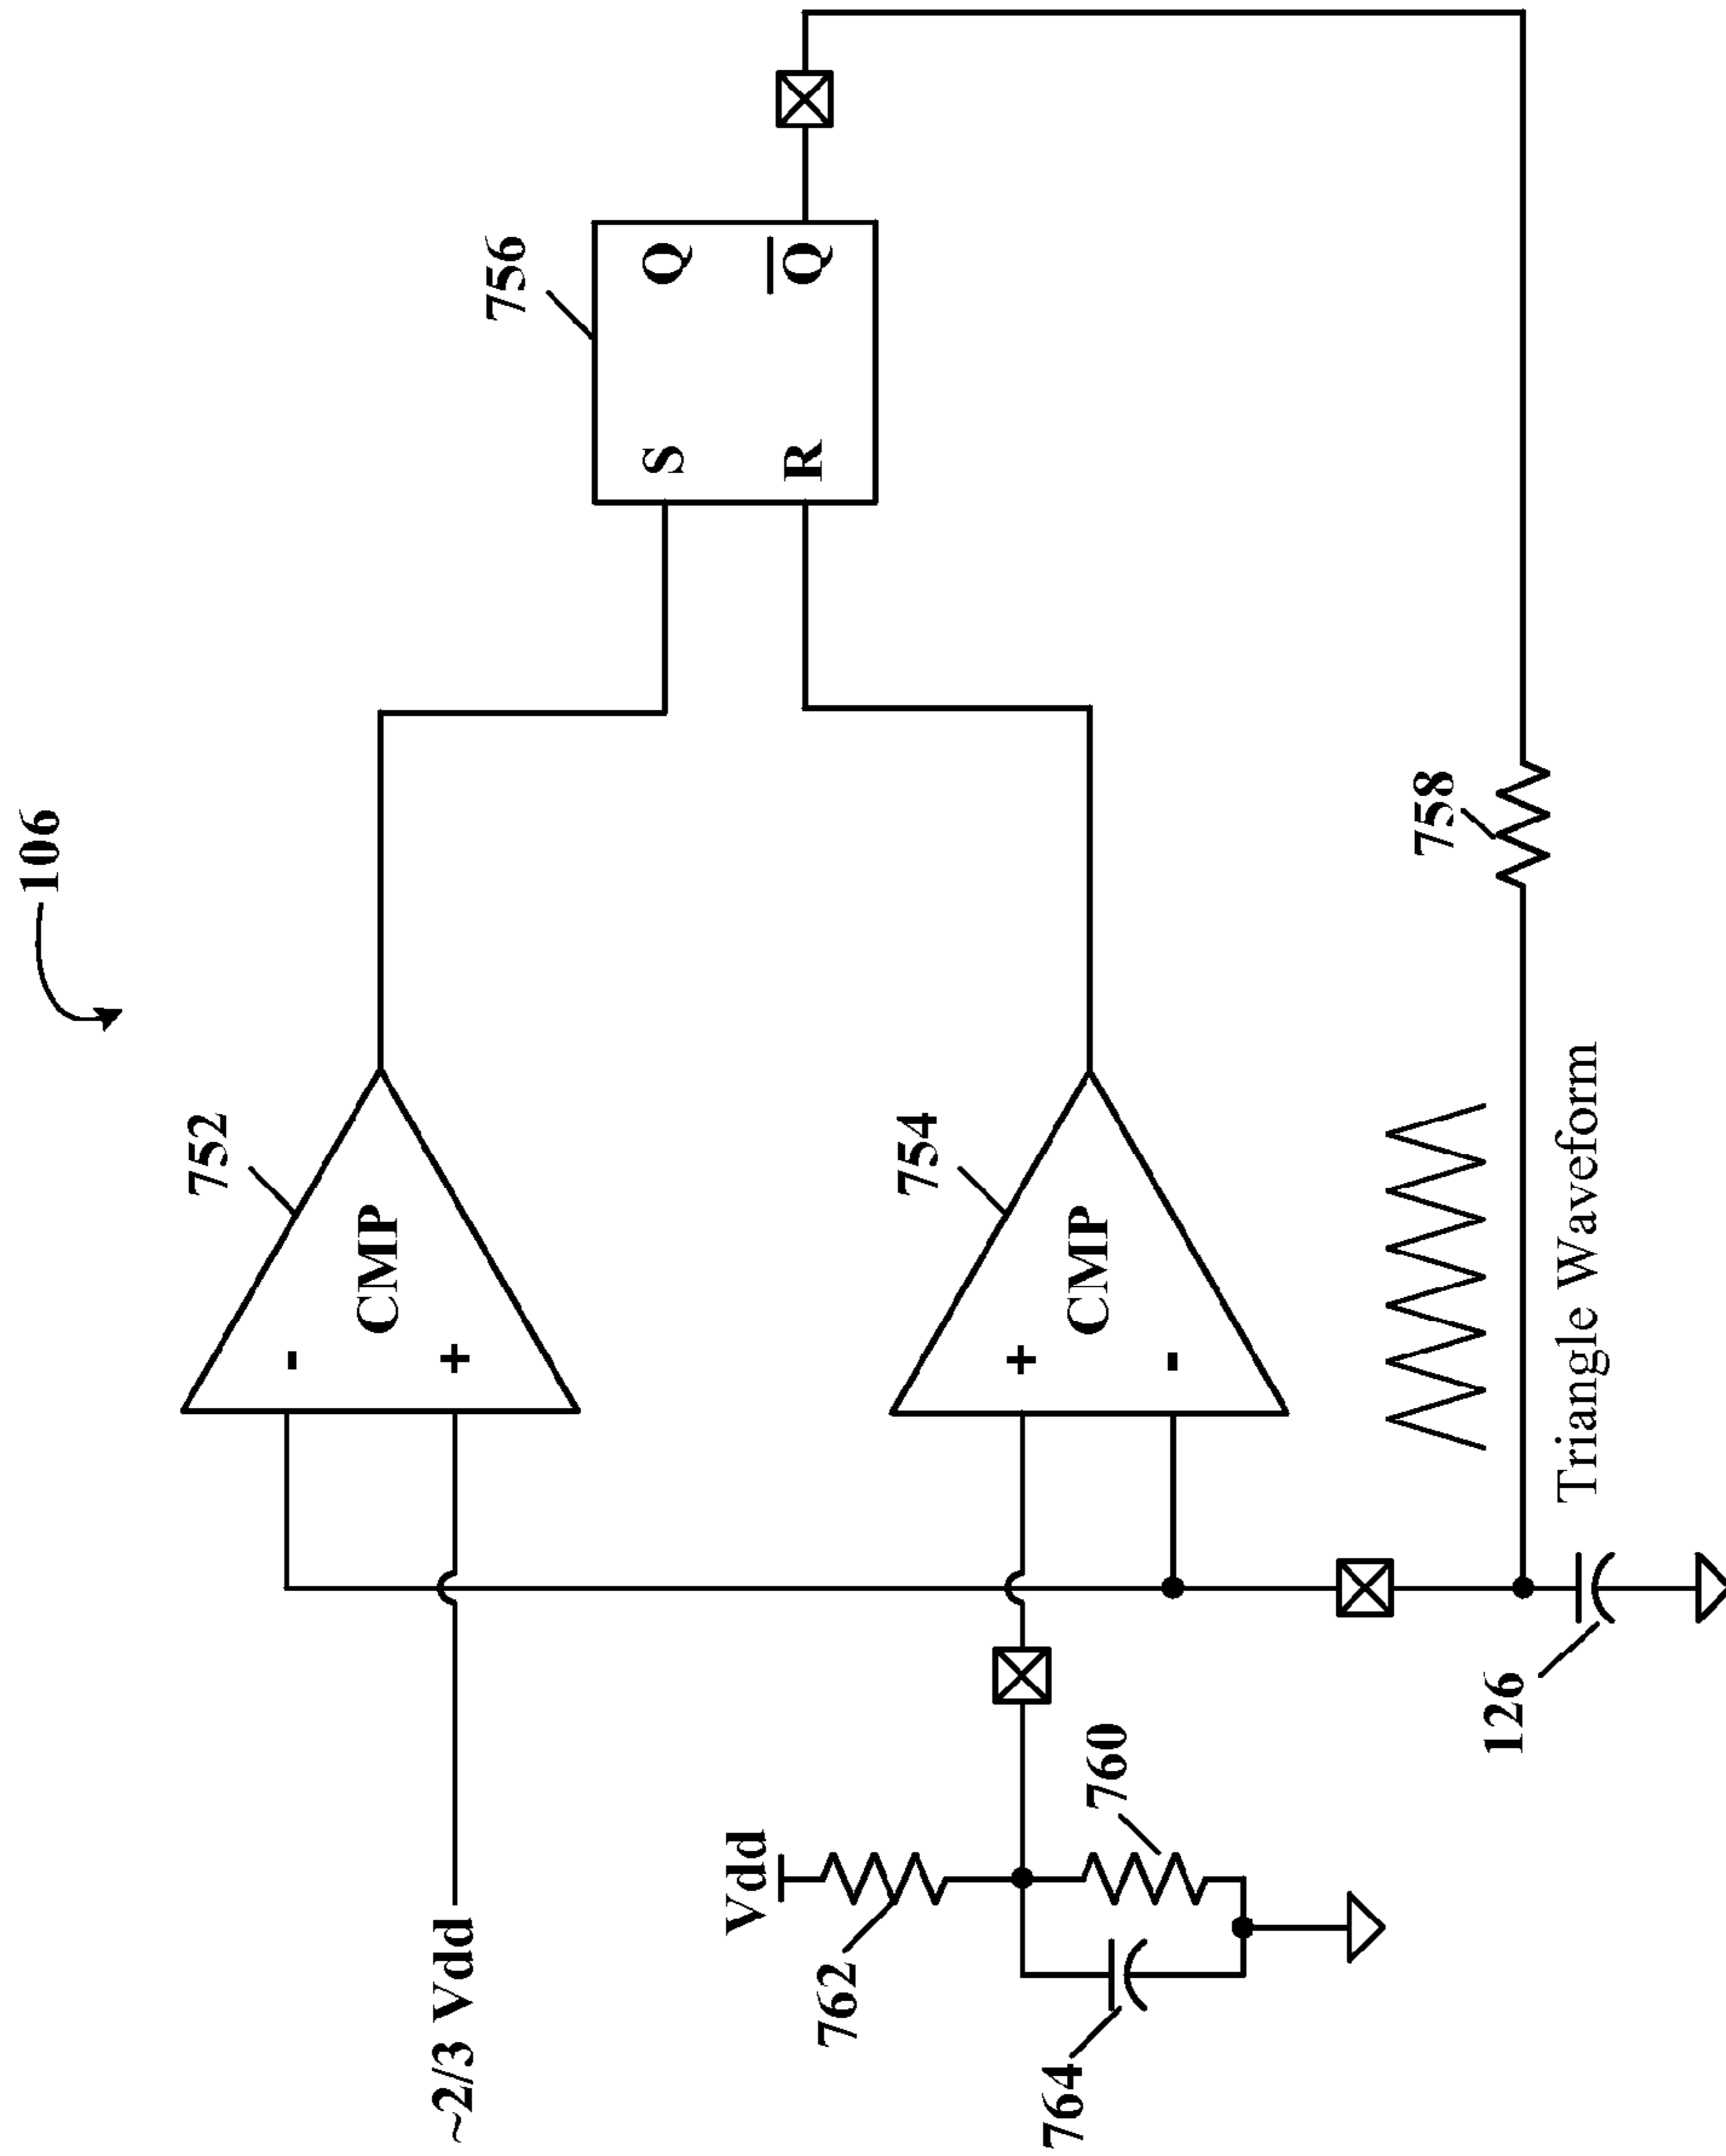 106
752
- CMP
+
~2/3 Vdd
756
S Q
R Q
754
+ CMP
-
Vdd
762
764
760
758
Triangle Waveform
126